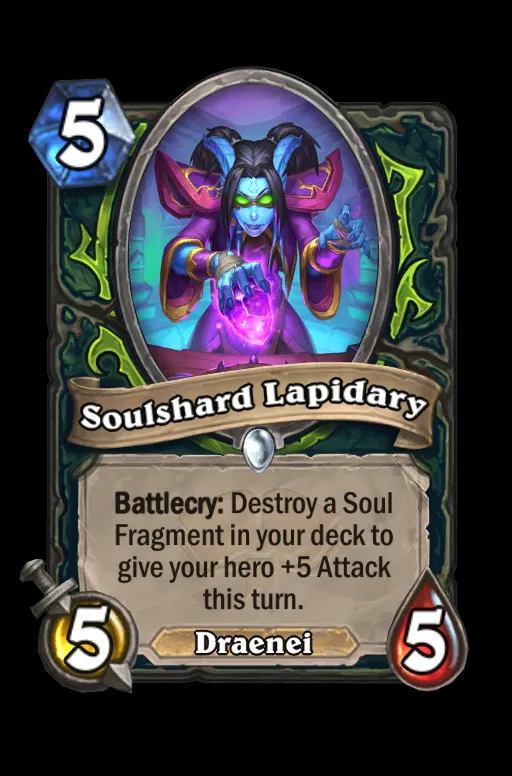 5
Soulshard Lapidary
Battlecry: Destroy a Soul
Fragment in your deck to
give your hero +5 Attack
this turn.
5
Draenei
5